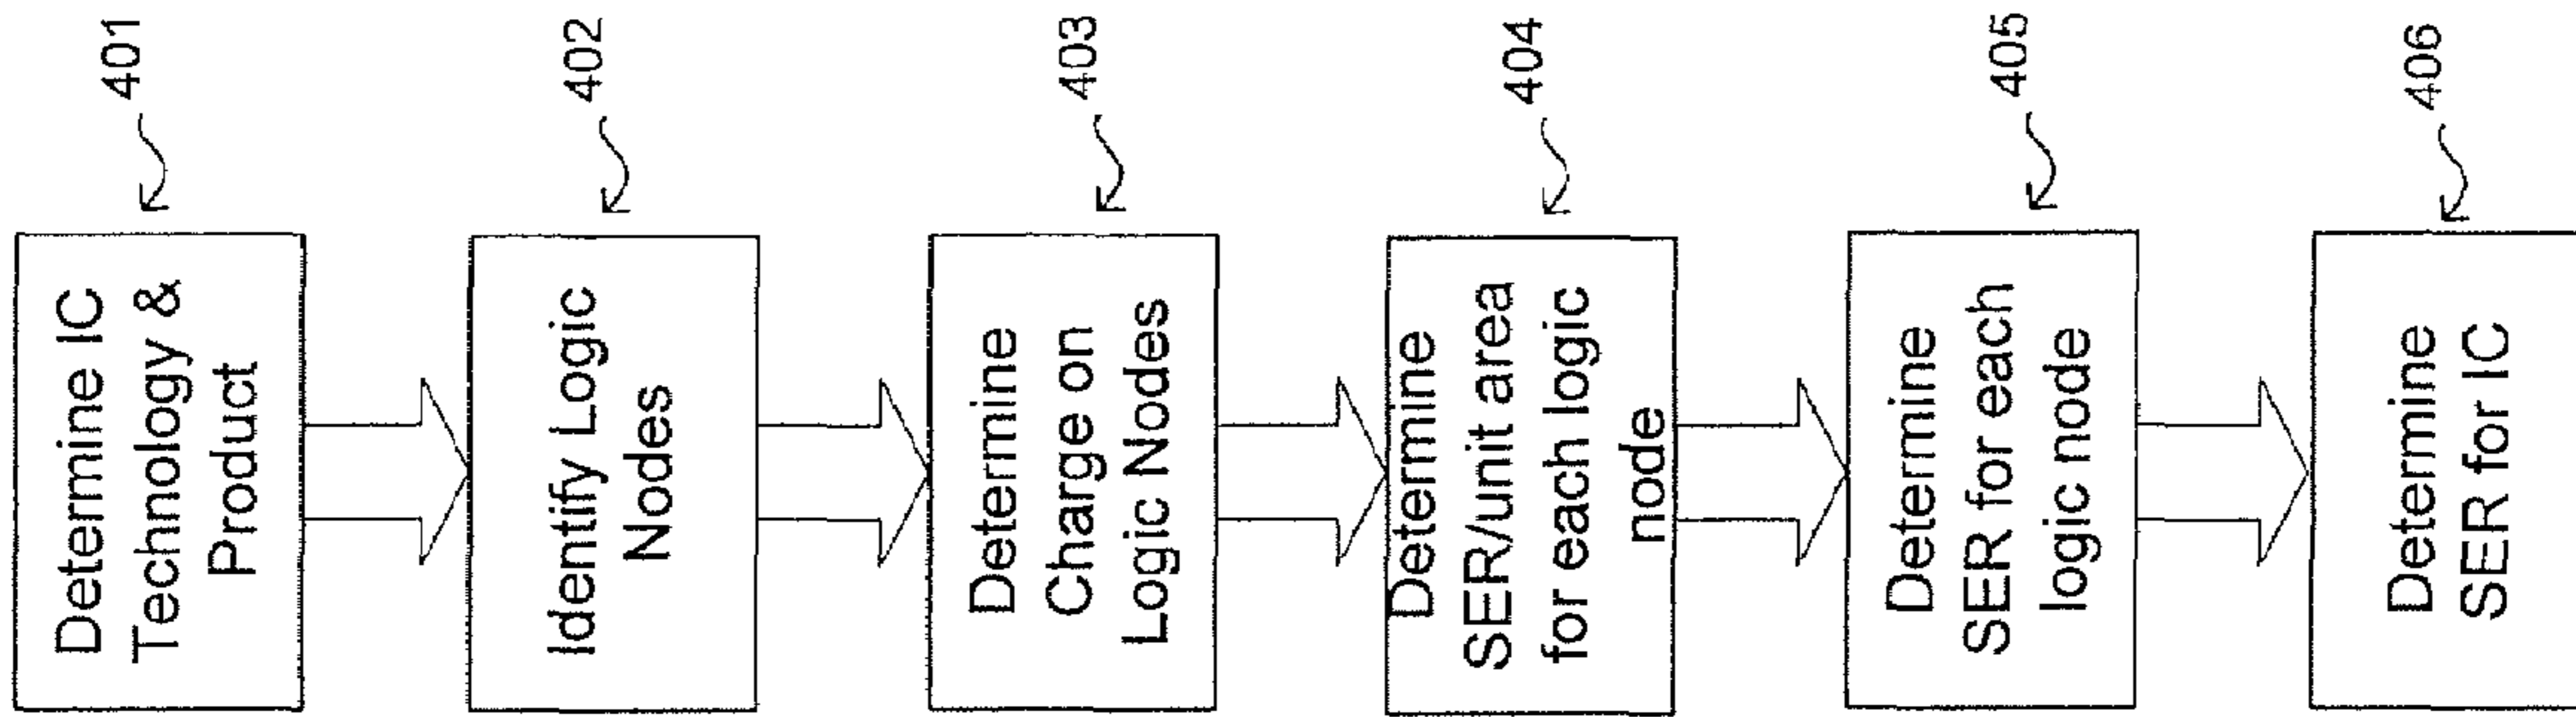 Determine IC
Technology &
Product
401
Identify Logic
Nodes
402
Determine
Charge on
Logic Nodes
403
Determine
SER/unit area
for each logic
node
404
Determine
SER for each
logic node
405
Determine
SER for IC
406